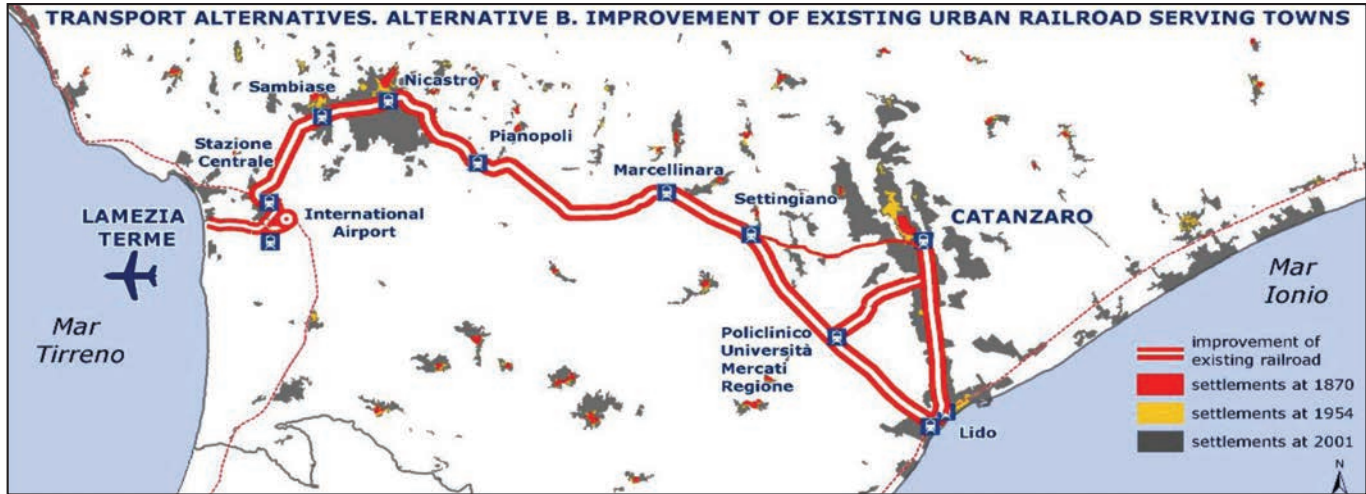 TRANSPORT ALTERNATIVES. ALTERNATIVE B. IMPROVEMENT OF EXISTING URBAN RAILROAD SERVING TOWNS
Sambiase
Nicastro
Stazione
Centrale
Pianopoli
Marcellinara
Settingiano
LAMEZIA
TERME
International
Airport
CATANZARO
Mar
Tirreno
Mar
Ionio
Policlinico
Università
Mercati
Regione
Lido
improvement of
existing railroad
settlements at 1870
settlements at 1954
settlements at 2001
N